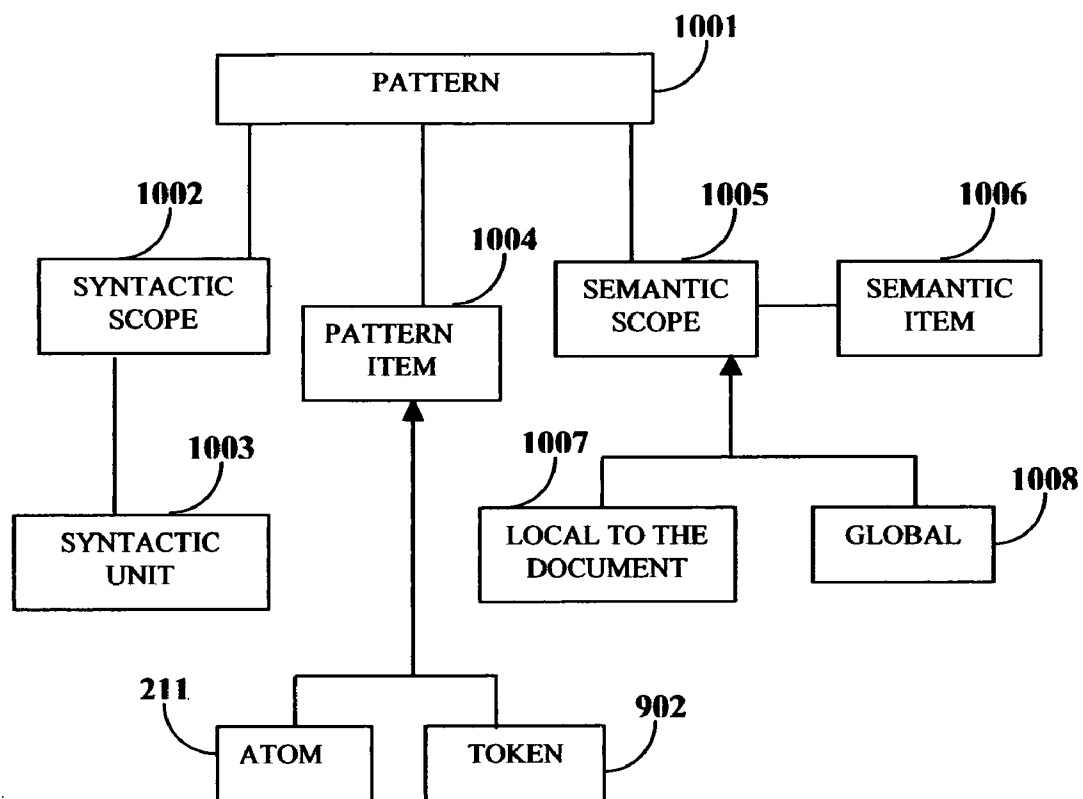 1001
PATTERN
1002
1005
1006
1004
SYNTACTIC
SCOPE
SEMANTIC
SCOPE
SEMANTIC
ITEM
PATTERN
ITEM
1003
1007
1008
SYNTACTIC
UNIT
LOCAL TO THE
DOCUMENT
GLOBAL
211
902
ATOM
TOKEN